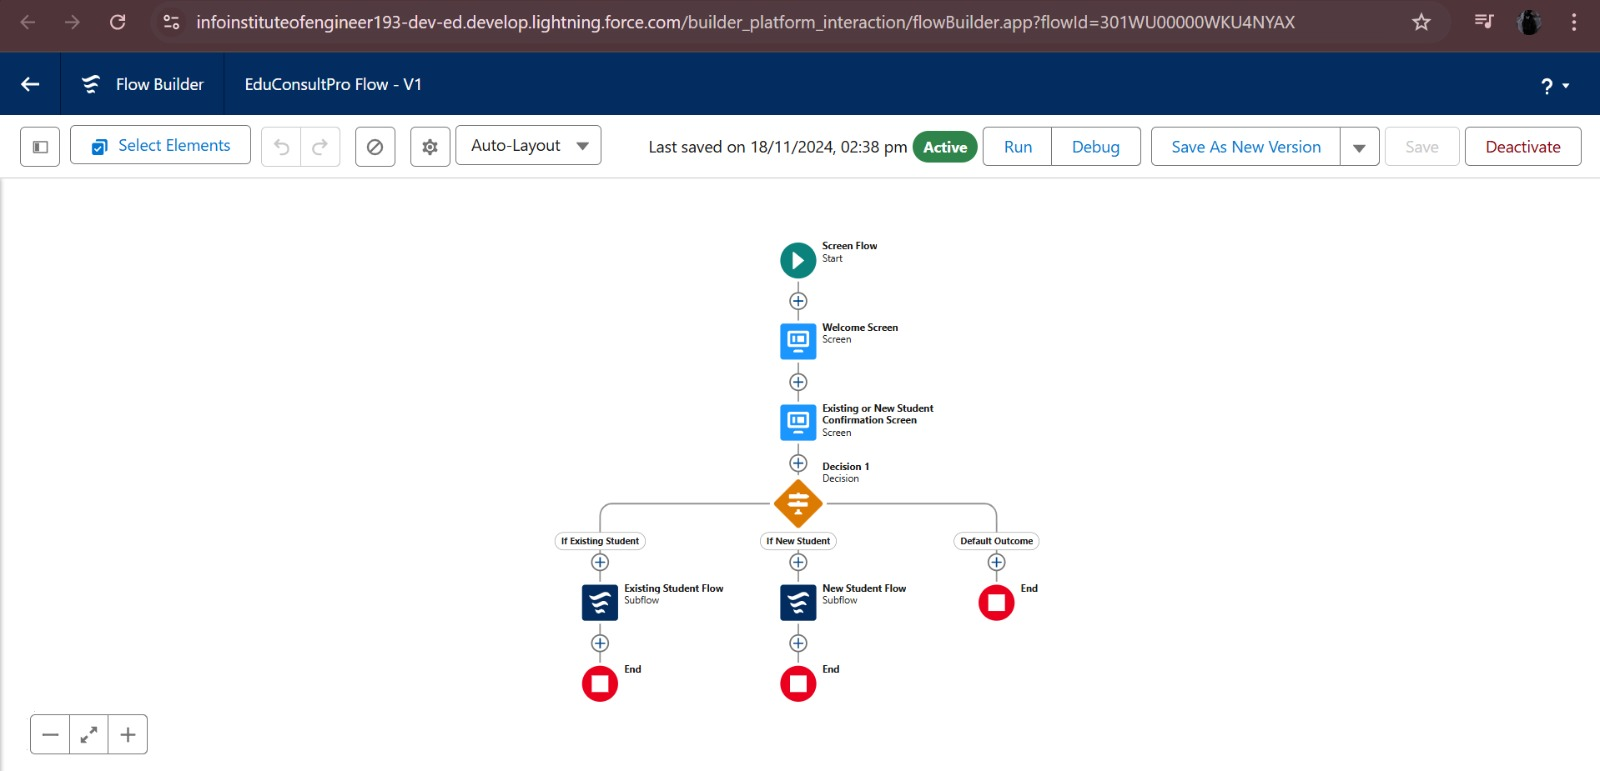 infoinstituteofengineer193-dev-ed.develop.lightning.force.com/builder_platform_interaction/flowBuilder.app?flowId=301WU00000WKU4NYAX
Flow Builder
EduConsultPro Flow - V1
?
Select Elements
Auto-Layout
Last saved on 18/11/2024, 02:38 pm
Active
Run
Debug
Save As New Version
Save
Deactivate
Screen Flow
Start
Welcome Screen
Screen
Existing or New Student
Confirmation Screen
Screen
Decision 1
Decision
If Existing Student
If New Student
Default Outcome
Existing Student Flow
Subflow
New Student Flow
Subflow
End
End
End